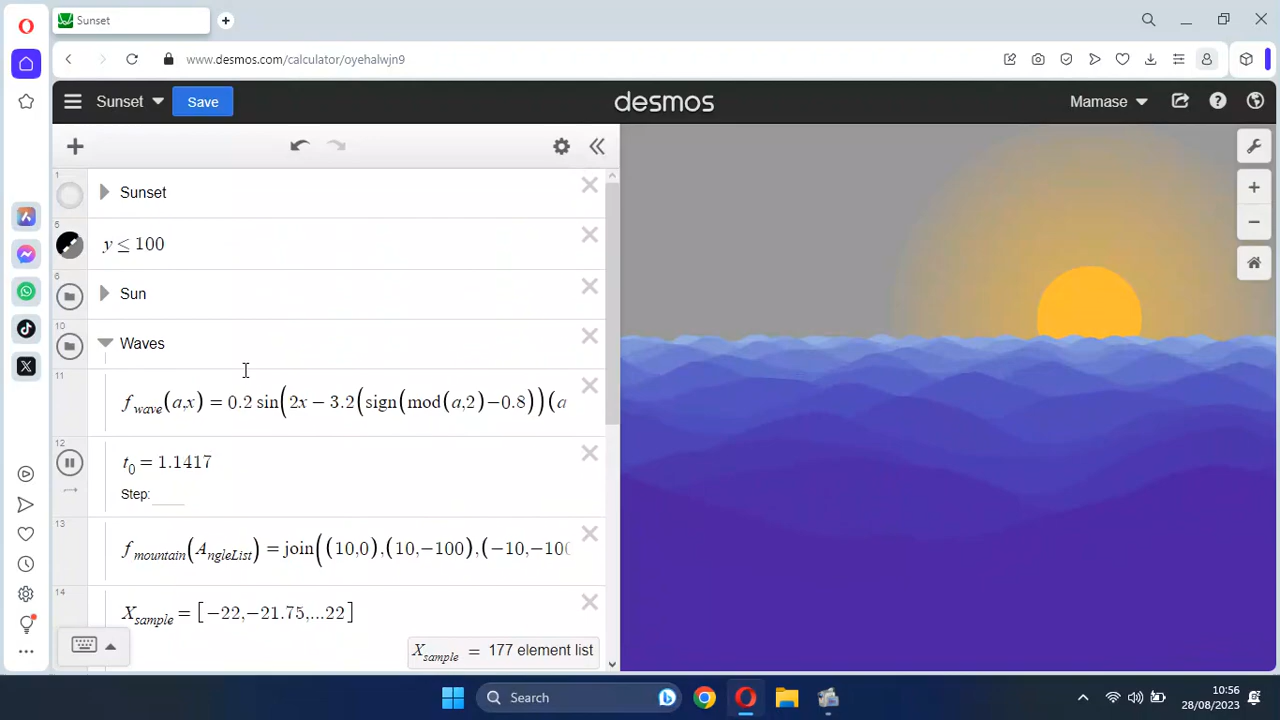 Sunset
www.desmos.com/calculator/oyehalwjn9
Sunset
Save
desmos
Mamase
1
Sunset
5
y ≤ 100
6
Sun
10
Waves
11
f_wave(a,x) = 0.2 sin(2x − 3.2(sign(mod(a,2)−0.8))(a
12
t_0 = 1.1417
Step:
13
f_mountain(A_ngleList) = join((10,0),(10,−100),(−10,−100
14
X_sample = [−22,−21.75,...22]
X_sample = 177 element list
Search
10:56
28/08/2023